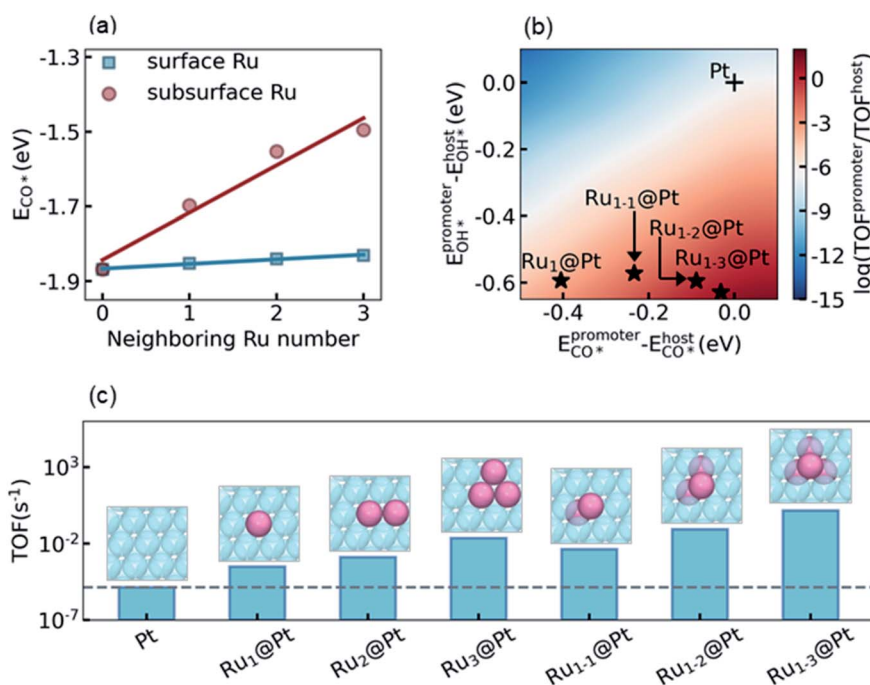 (a)
-1.3
-1.5
-1.7
-1.9
E_CO* (eV)
surface Ru
subsurface Ru
0 1 2 3
Neighboring Ru number
(b)
0.0
-0.2
-0.4
-0.6
E_OH*^promoter-E_OH*^host (eV)
Pt
Ru₁₋₁@Pt
Ru₁₋₂@Pt
Ru₁@Pt
Ru₁₋₃@Pt
-0.4 -0.2 0.0
E_CO*^promoter-E_CO*^host (eV)
0
-3
-6
-9
-12
-15
log(TOF^promoter/TOF^host)
(c)
10³
10⁻²
10⁻⁷
TOF(s⁻¹)
Pt Ru₁@Pt Ru₂@Pt Ru₃@Pt Ru₁₋₁@Pt Ru₁₋₂@Pt Ru₁₋₃@Pt